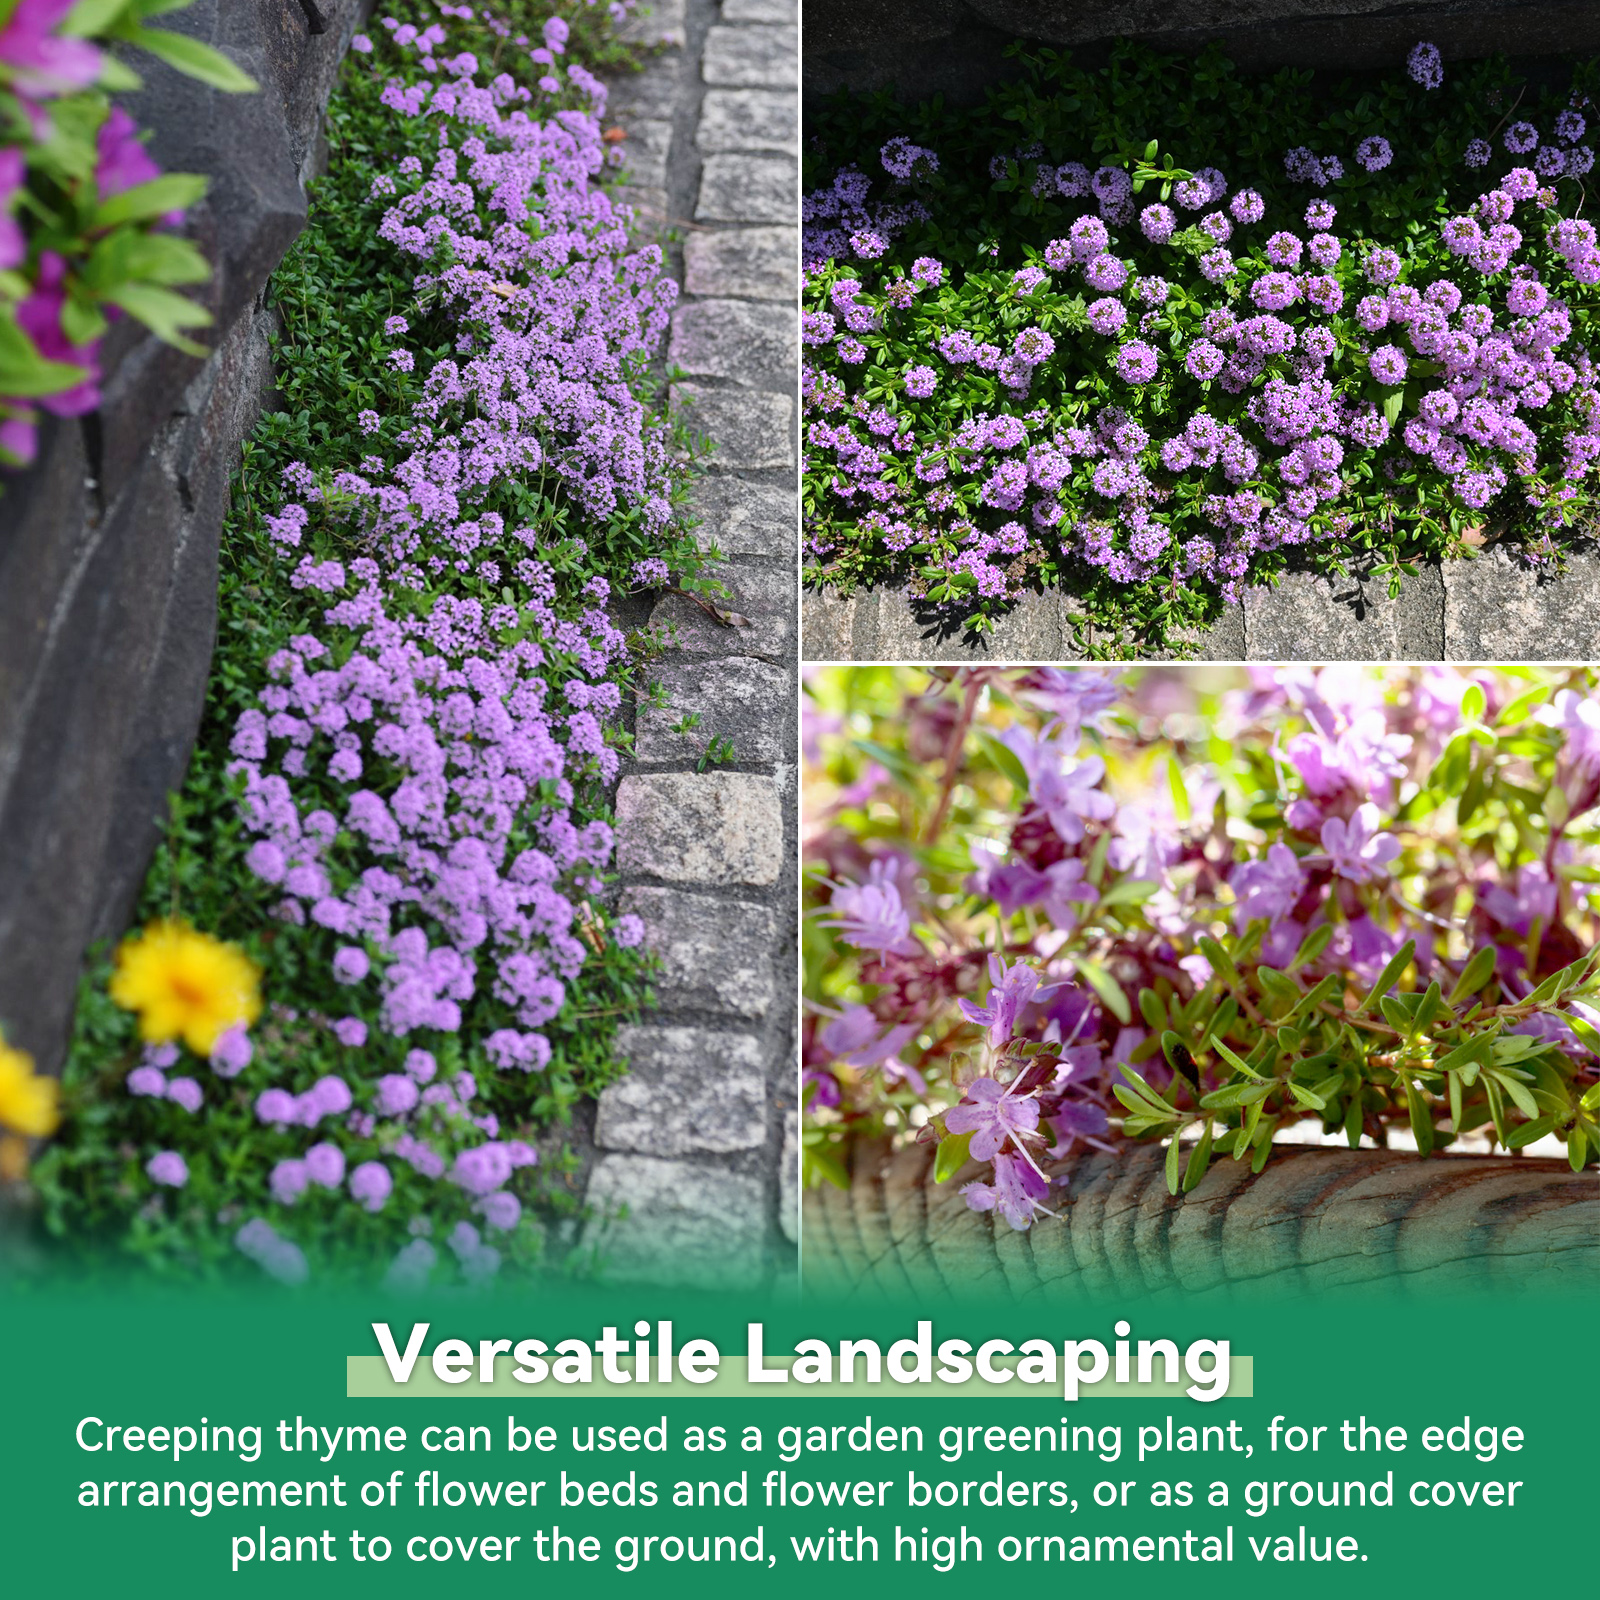 Versatile Landscaping
Creeping thyme can be used as a garden greening plant, for the edge
arrangement of flower beds and flower borders, or as a ground cover
plant to cover the ground, with high ornamental value.